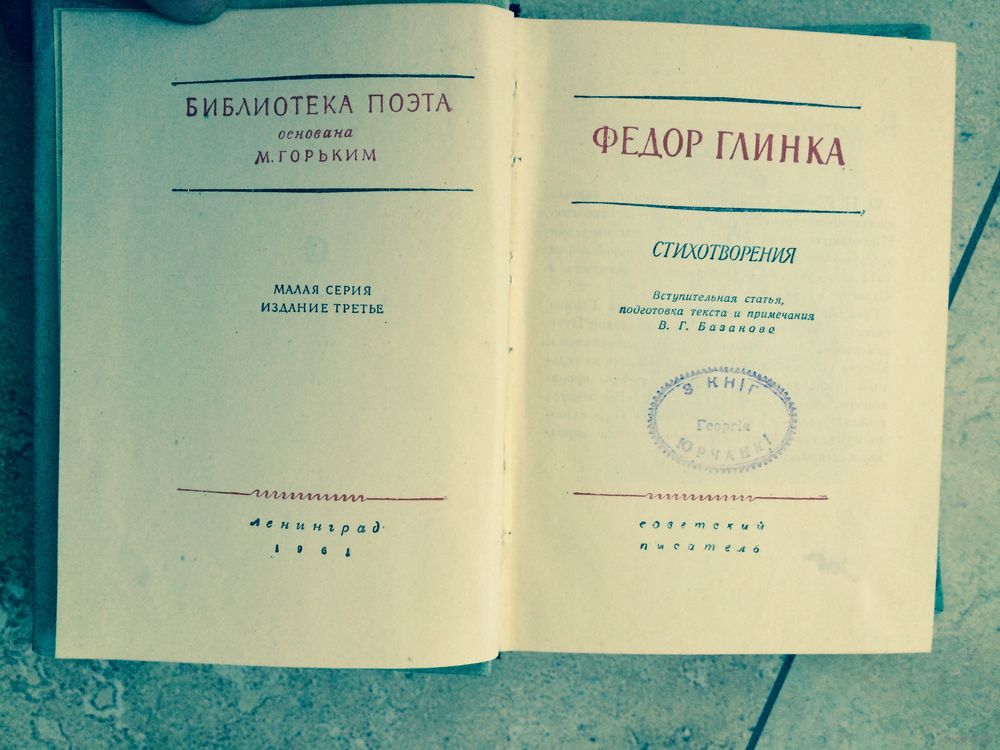 БИБЛИОТЕКА ПОЭТА
основана
М. ГОРЬКИМ
МАЛАЯ СЕРИЯ
ИЗДАНИЕ ТРЕТЬЕ
Ленинград
1961
ФЕДОР ГЛИНКА
СТИХОТВОРЕНИЯ
Вступительная статья,
подготовка текста и примечания
В. Г. Базанова
З КНІГ
Георгія
ЮРЧАНКІ
советский
писатель